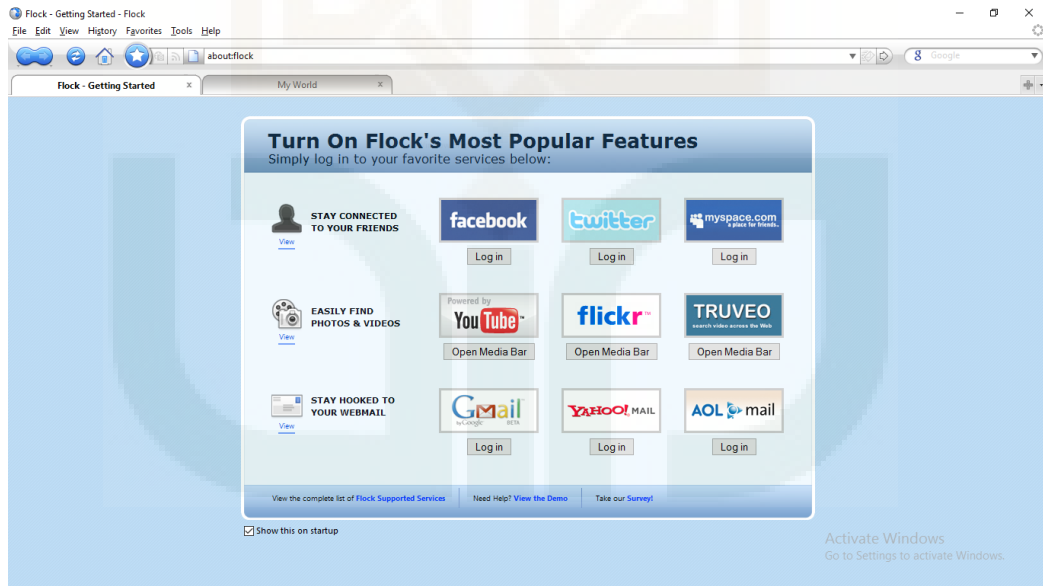 Flock - Getting Started - Flock
File Edit View History Favorites Tools Help
about:flock
Google
Flock - Getting Started x My World x
Turn On Flock's Most Popular Features
Simply log in to your favorite services below:
STAY CONNECTED
TO YOUR FRIENDS
View
facebook
Log in
twitter
Log in
myspace.com
a place for friends.
Log in
EASILY FIND
PHOTOS & VIDEOS
View
Powered by
YouTube™
Open Media Bar
flickr™
Open Media Bar
TRUVEO
search video across the Web
Open Media Bar
STAY HOOKED TO
YOUR WEBMAIL
View
Gmail
by Google BETA
Log in
YAHOO! MAIL
Log in
AOL mail
Log in
View the complete list of Flock Supported Services
Need Help? View the Demo
Take our Survey!
Show this on startup
Activate Windows
Go to Settings to activate Windows.